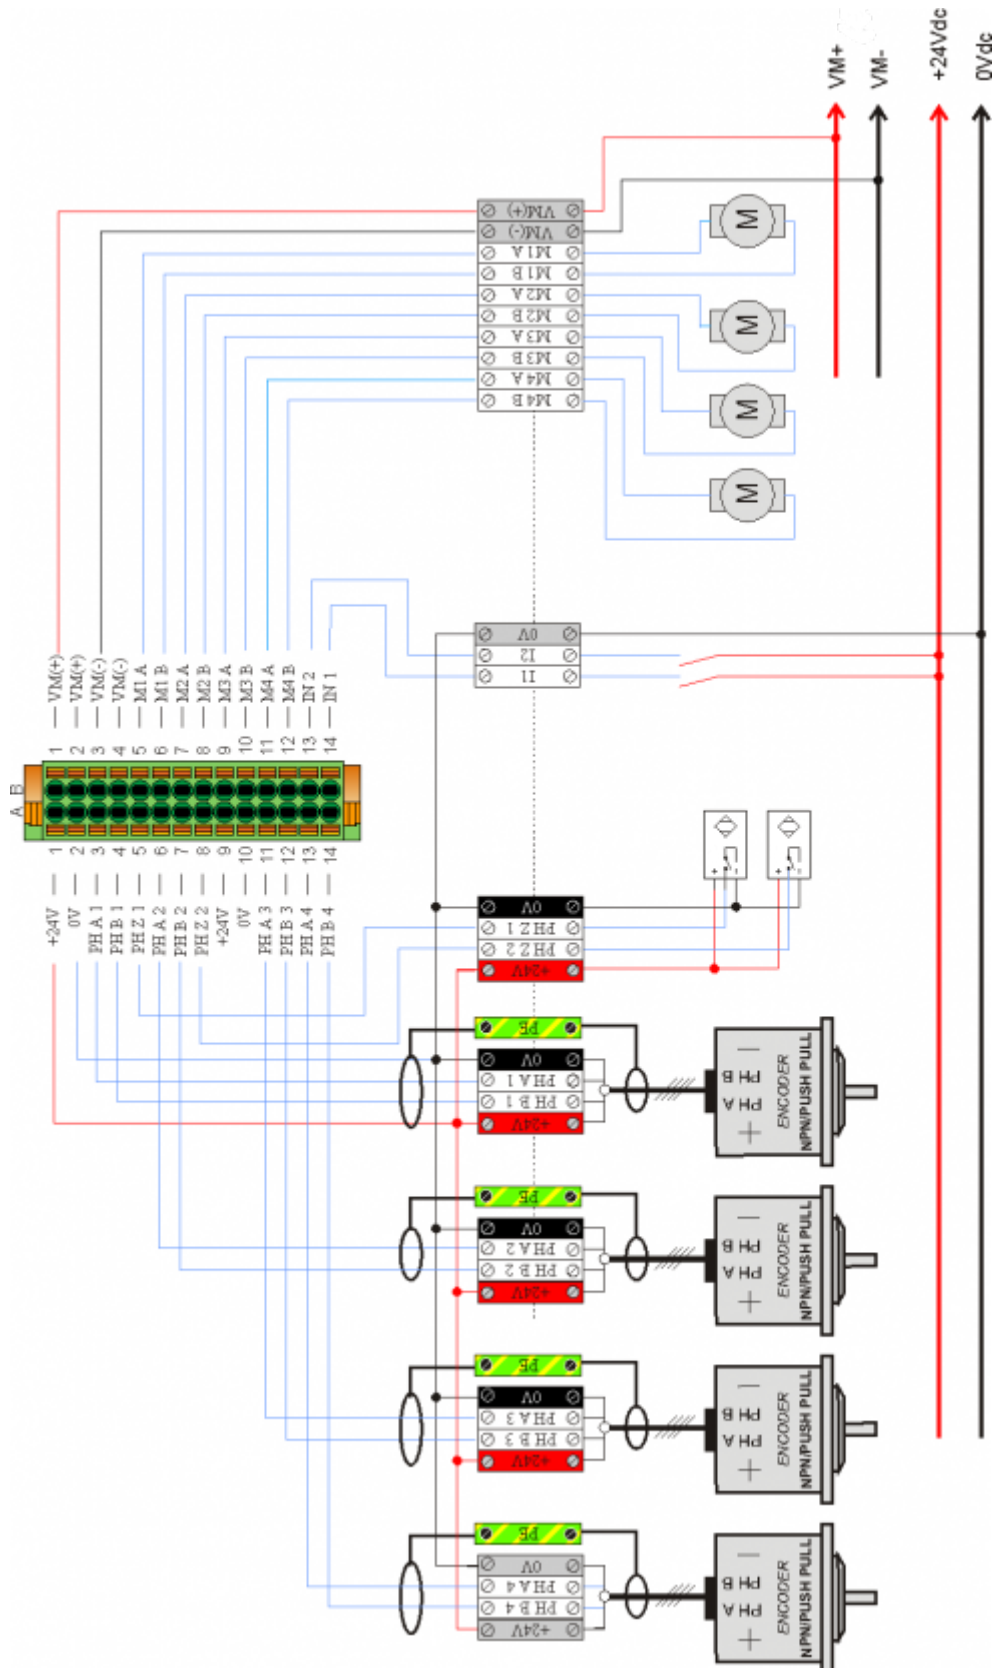 VM+
VM-
+24Vdc
0Vdc
VM(+)
VM(-)
M1 A
M1 B
M2 A
M2 B
M3 A
M3 B
M4 A
M4 B
M
M
M
M
0V
I2
I1
1 — VM(+)
2 — VM(+)
3 — VM(-)
4 — VM(-)
5 — M1 A
6 — M1 B
7 — M2 A
8 — M2 B
9 — M3 A
10 — M3 B
11 — M4 A
12 — M4 B
13 — IN 2
14 — IN 1
A B
+24V — 1
0V — 2
PH A 1 — 3
PH B 1 — 4
PH Z 1 — 5
PH A 2 — 6
PH B 2 — 7
PH Z 2 — 8
+24V — 9
0V — 10
PH A 3 — 11
PH B 3 — 12
PH A 4 — 13
PH B 4 — 14
+ -
+ -
0V
PH Z 1
PH Z 2
+24V
PE
0V
PH A 1
PH B 1
+24V
+ PH A PH B —
ENCODER
NPN/PUSH PULL
PE
0V
PH A 2
PH B 2
+24V
+ PH A PH B —
ENCODER
NPN/PUSH PULL
PE
0V
PH A 3
PH B 3
+24V
+ PH A PH B —
ENCODER
NPN/PUSH PULL
PE
0V
PH A 4
PH B 4
+24V
+ PH A PH B —
ENCODER
NPN/PUSH PULL